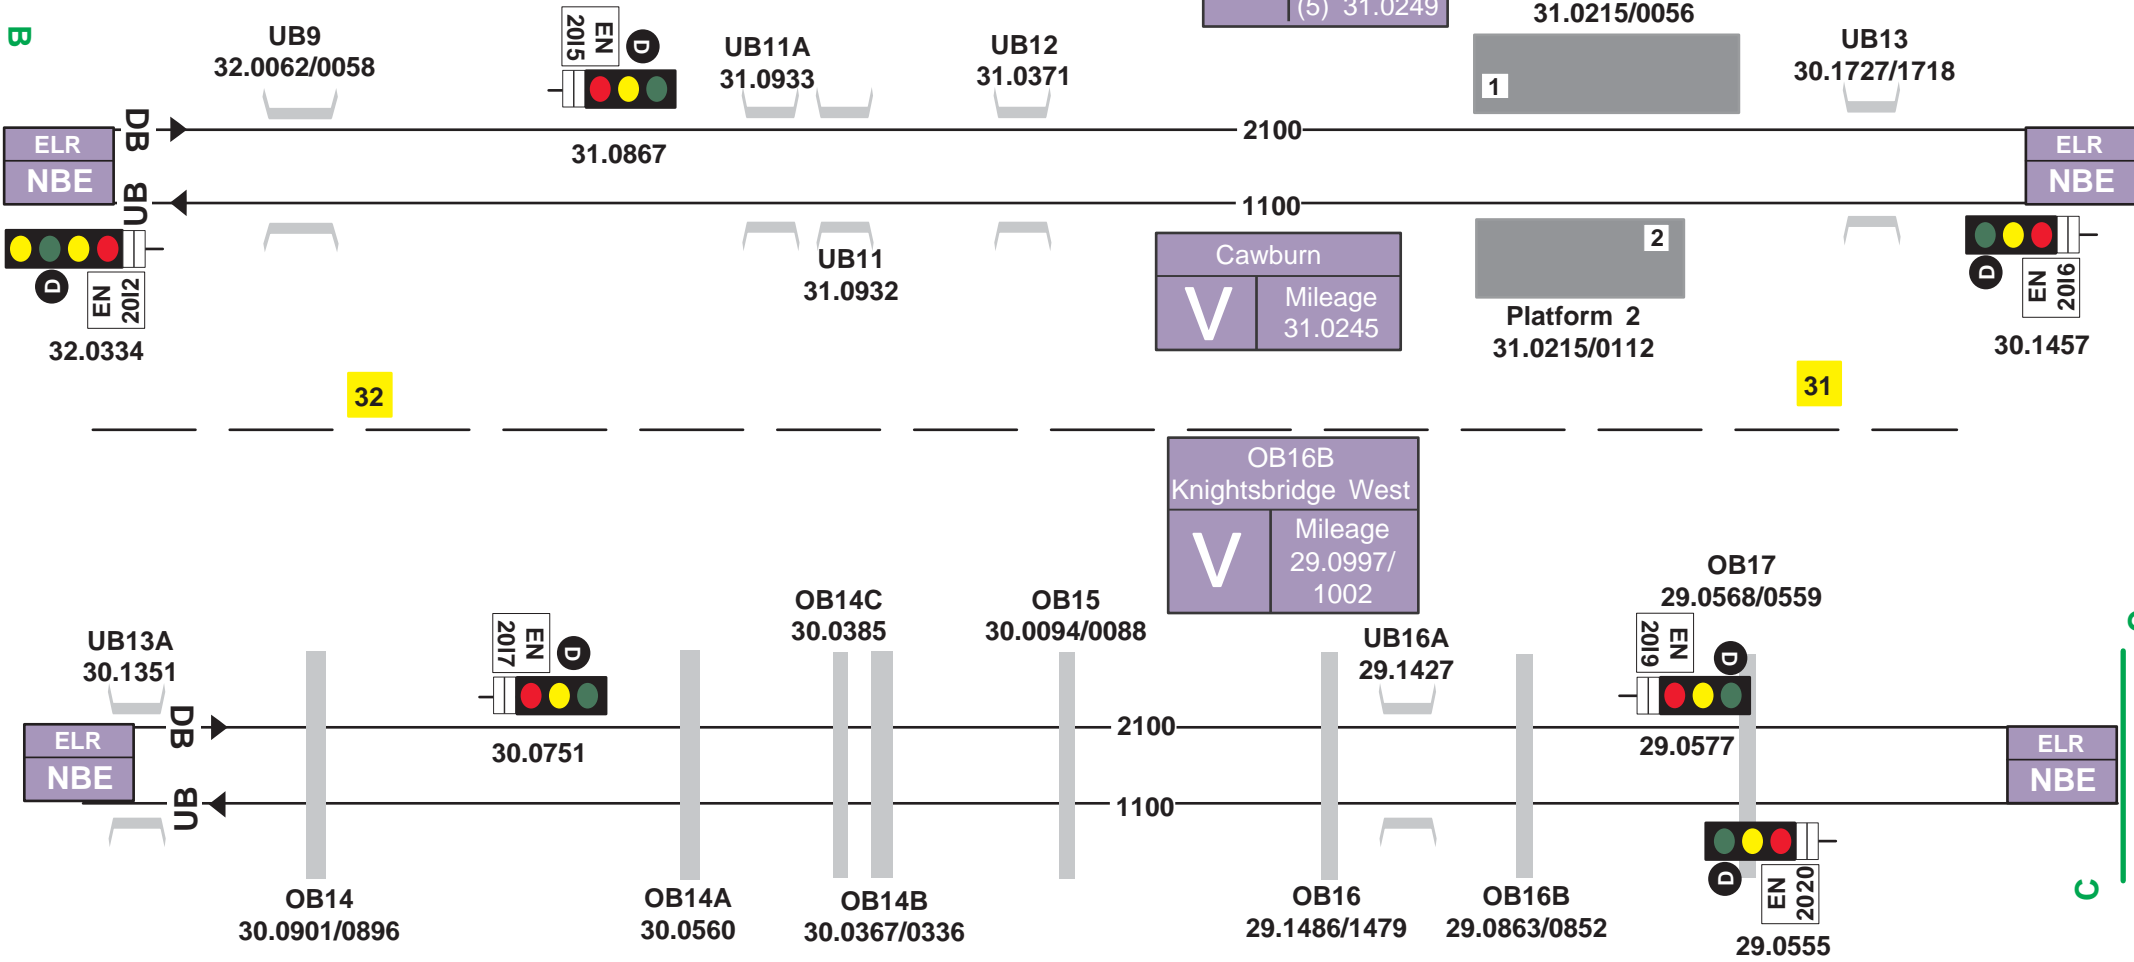 B
UB9
32.0062/0058
EN
20I5
D
UB11A
31.0933
UB12
31.0371
(5) 31.0249
31.0215/0056
1
UB13
30.1727/1718
ELR
NBE
DB
31.0867
2100
ELR
NBE
UB
1100
D
EN
20I2
32.0334
UB11
31.0932
Cawburn
V
Mileage
31.0245
2
Platform 2
31.0215/0112
D
EN
20I6
30.1457
32
31
OB16B
Knightsbridge West
V
Mileage
29.0997/
1002
UB13A
30.1351
EN
20I7
D
OB14C
30.0385
OB15
30.0094/0088
UB16A
29.1427
OB17
29.0568/0559
EN
20I9
D
ELR
NBE
DB
30.0751
2100
29.0577
ELR
NBE
UB
1100
OB14
30.0901/0896
OB14A
30.0560
OB14B
30.0367/0336
OB16
29.1486/1479
OB16B
29.0863/0852
D
EN
2020
29.0555
C